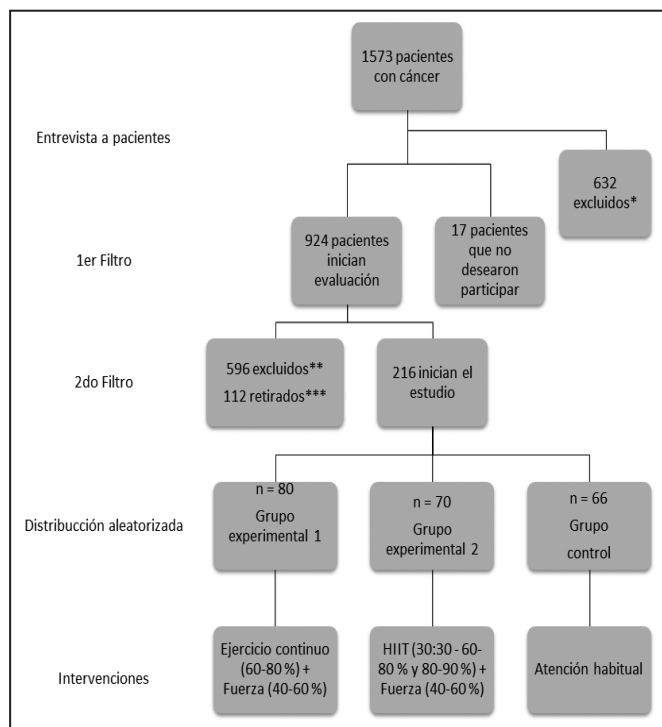 1573 pacientes
con cáncer
Entrevista a pacientes
632
excluidos*
1er Filtro
924 pacientes
inician
evaluación
17 pacientes
que no
desearon
participar
2do Filtro
596 excluidos**
112 retirados***
216 inician el
estudio
Distribucción aleatorizada
n = 80
Grupo
experimental 1
n = 70
Grupo
experimental 2
n = 66
Grupo
control
Intervenciones
Ejercicio continuo
(60-80 %) +
Fuerza (40-60 %)
HIIT (30:30 - 60-
80 % y 80-90 %) +
Fuerza (40-60 %)
Atención habitual